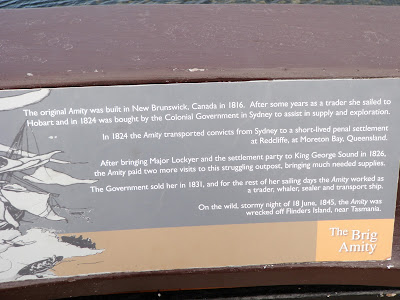 The original Amity was built in New Brunswick, Canada in 1816. After some years as a trader she sailed to
Hobart and in 1824 was bought by the Colonial Government in Sydney to assist in supply and exploration.
In 1824 the Amity transported convicts from Sydney to a short-lived penal settlement
at Redcliffe, at Moreton Bay, Queensland.
After bringing Major Lockyer and the settlement party to King George Sound in 1826,
the Amity paid two more visits to this struggling outpost, bringing much needed supplies.
The Government sold her in 1831, and for the rest of her sailing days the Amity worked as
a trader, whaler, sealer and transport ship.
On the wild, stormy night of 18 June, 1845, the Amity was
wrecked off Flinders Island, near Tasmania.
The Brig
Amity